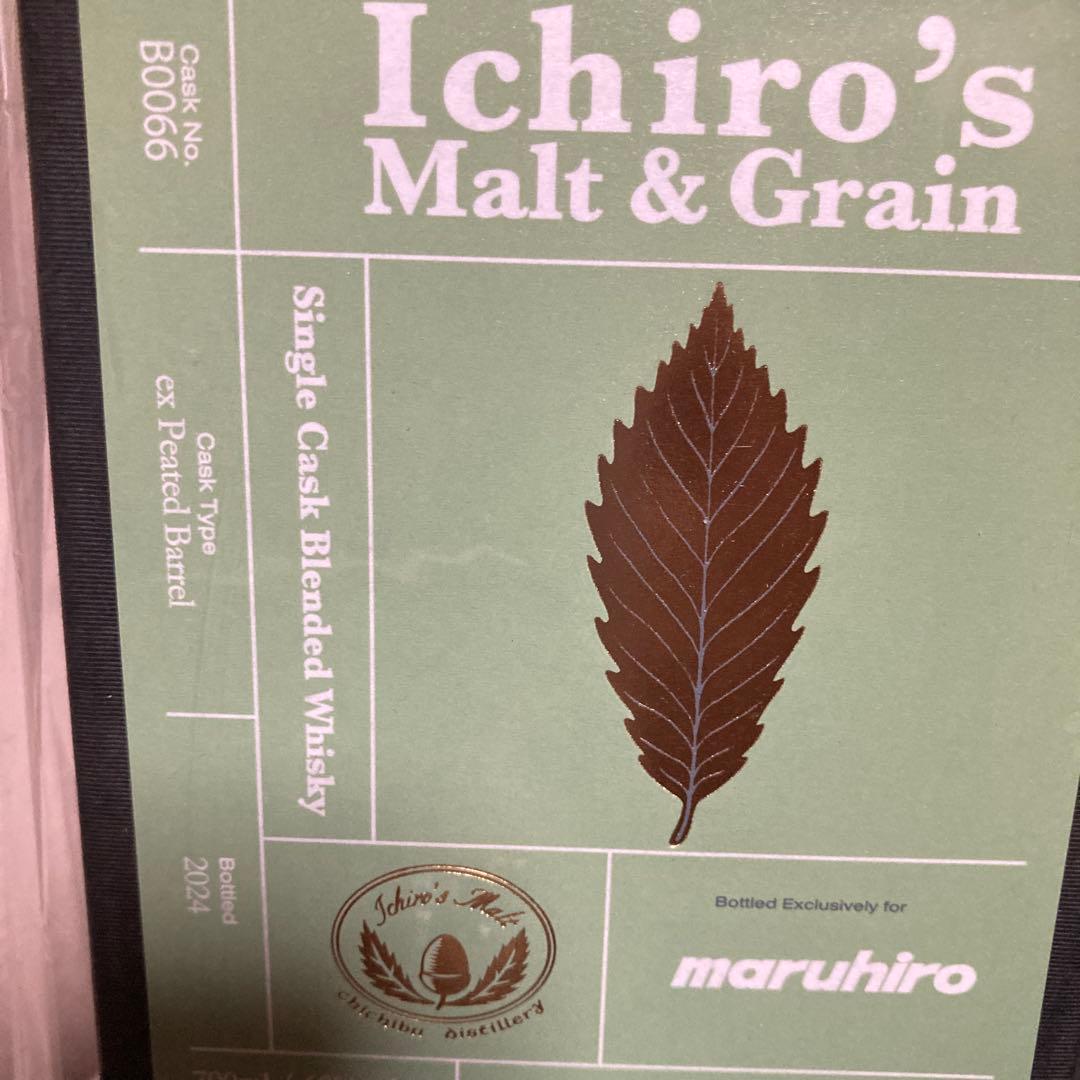 Ichiro's
Malt & Grain
Cask No.
B0066
Single Cask Blended Whisky
Cask Type
ex Peated Barrel
Bottled
2024
Ichiro's Malt
chichibu distillery
Bottled Exclusively for
maruhiro